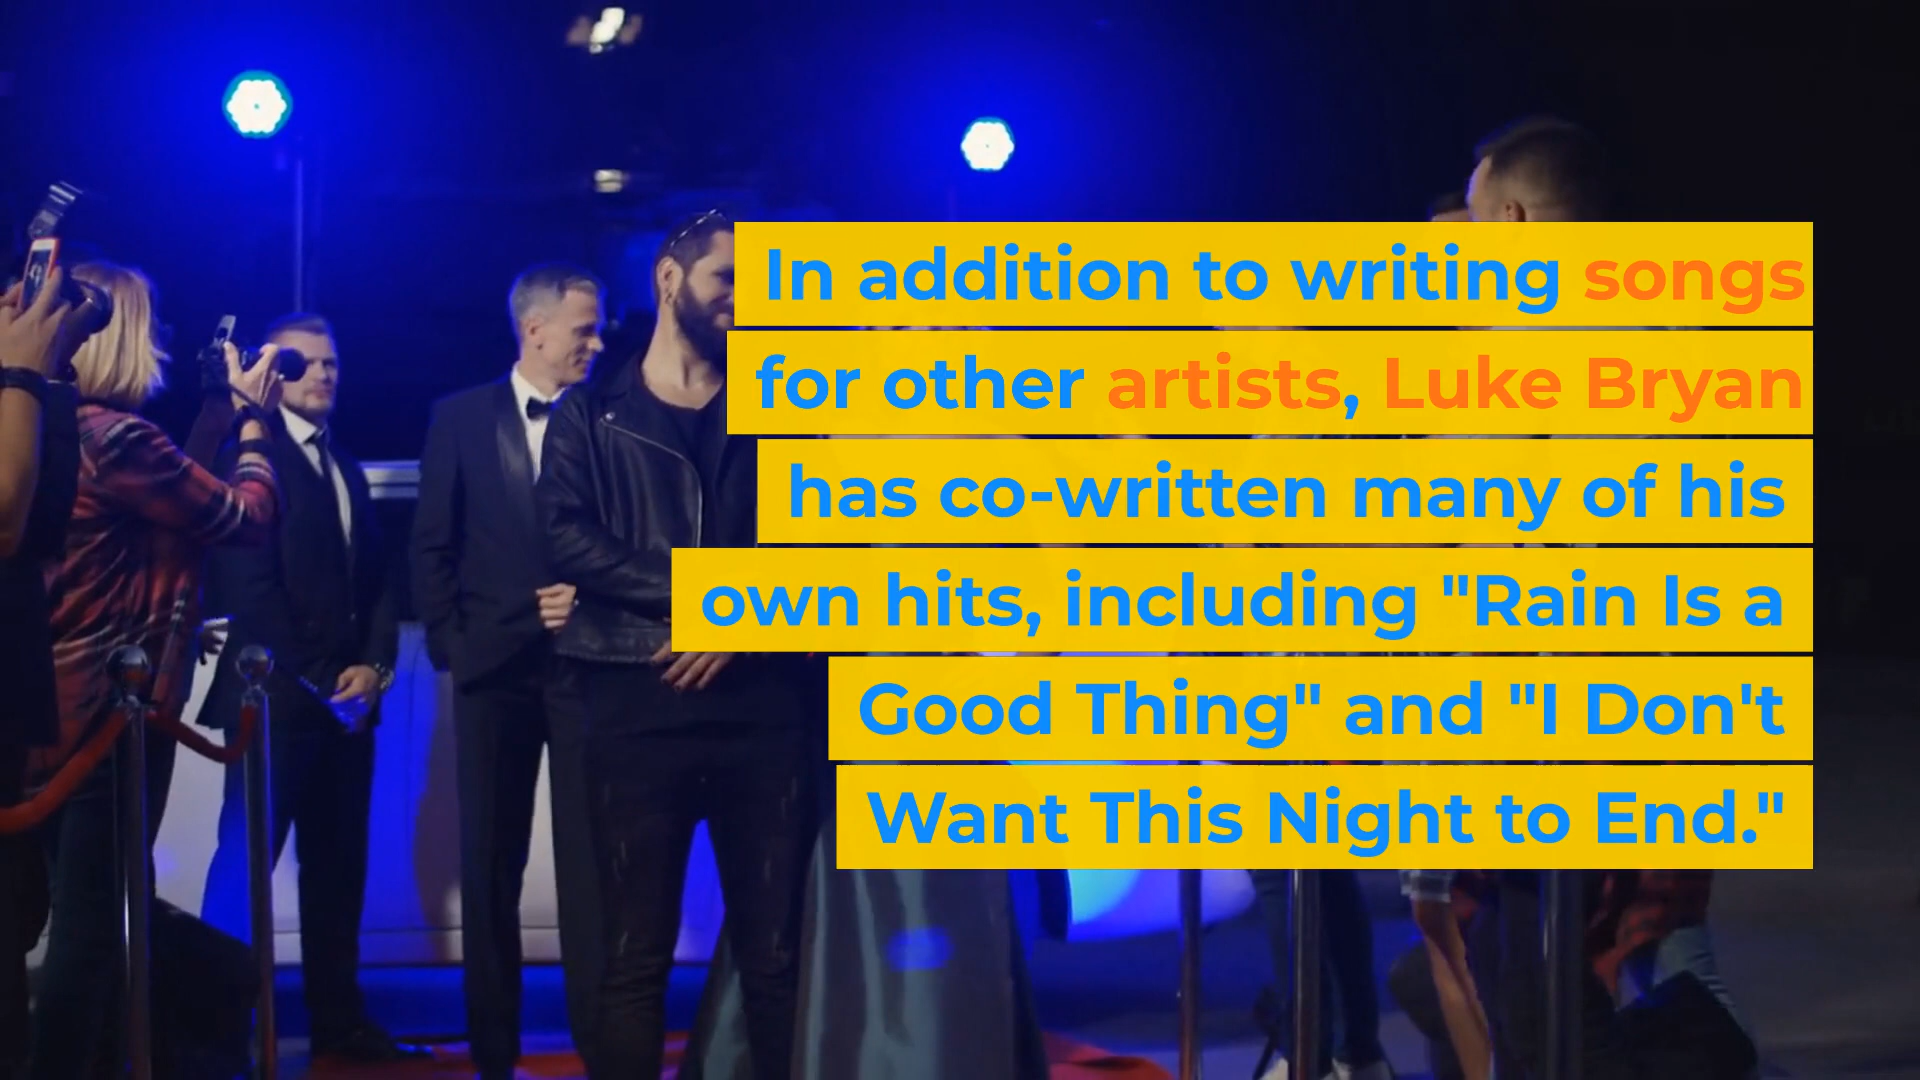 In addition to writing songs
for other artists, Luke Bryan
has co-written many of his
own hits, including "Rain Is a
Good Thing" and "I Don't
Want This Night to End."